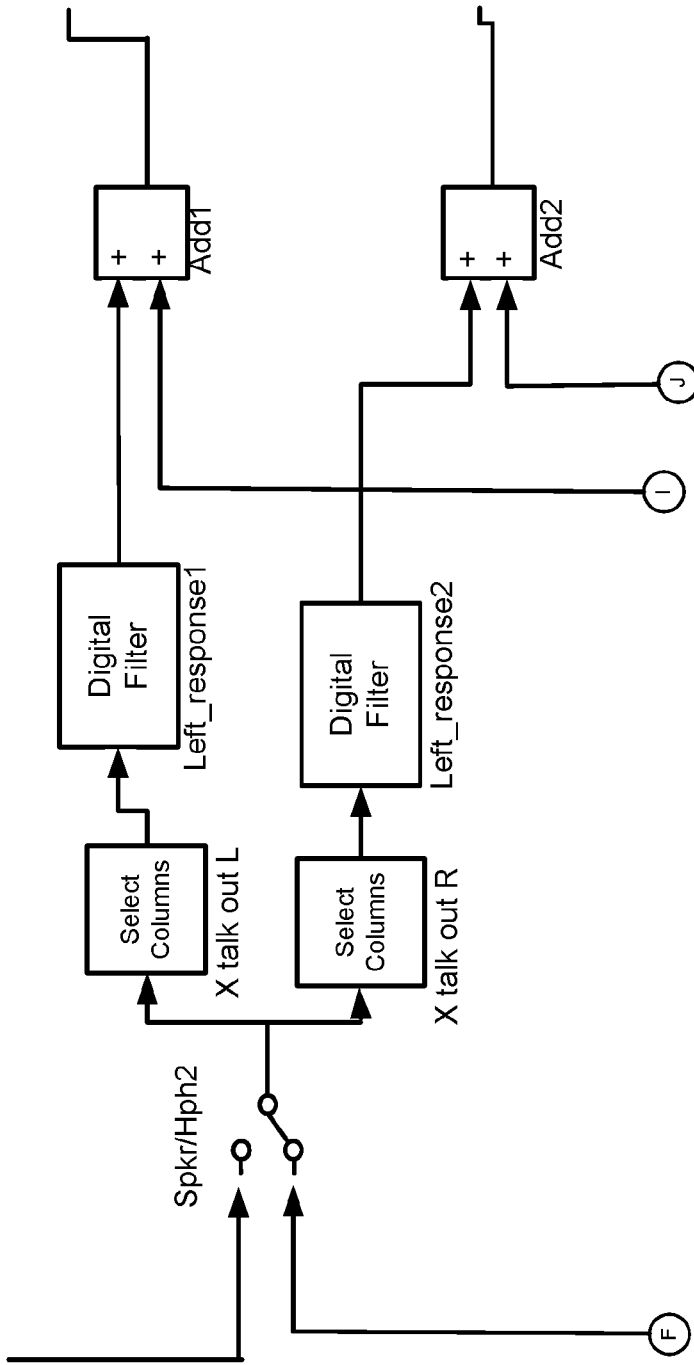 F
Spkr/Hph2
Select
Columns
X talk out L
Select
Columns
X talk out R
Digital
Filter
Left_response1
Digital
Filter
Left_response2
I
J
+
+
Add1
+
+
Add2